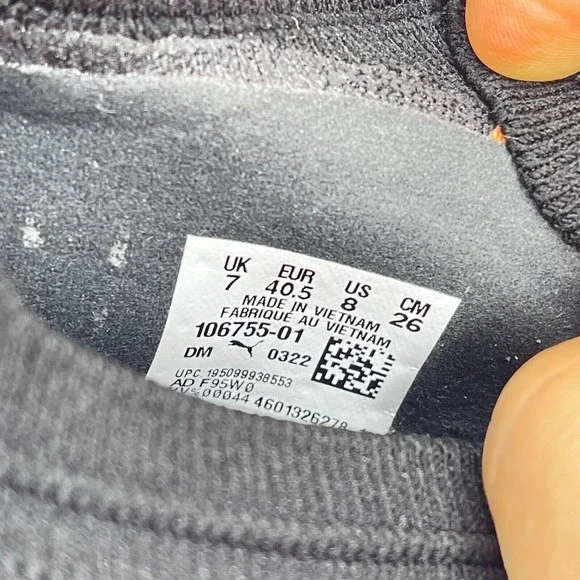 UK EUR US CM
7 40.5 8 26
MADE IN VIETNAM
FABRIQUE AU VIETNAM
106755-01
DM 0322
UPC: 195099938553
AD F95W0
00044 4601326278